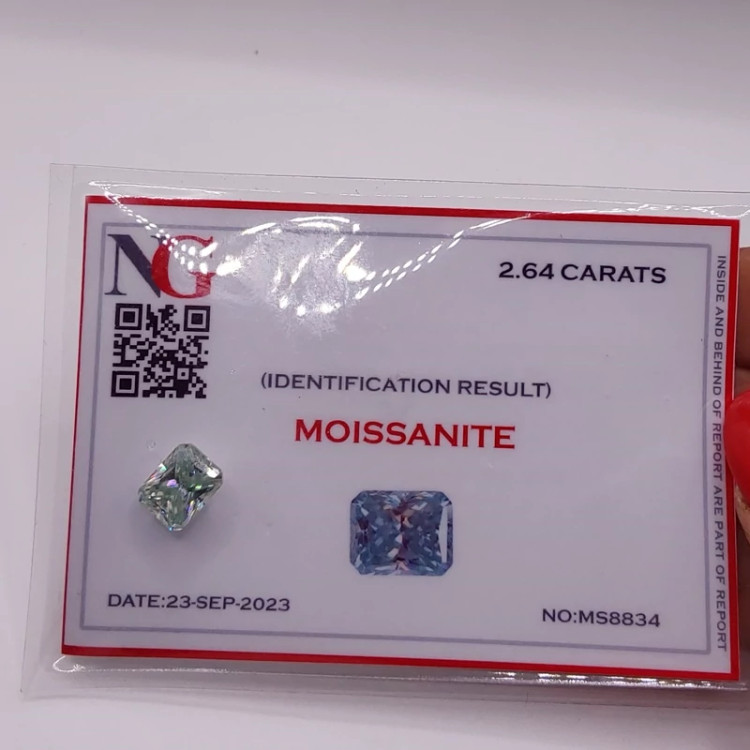 NG
2.64 CARATS
(IDENTIFICATION RESULT)
MOISSANITE
DATE:23-SEP-2023
NO:MS8834
INSIDE AND BEHIND OF REPORT ARE PART OF REPORT